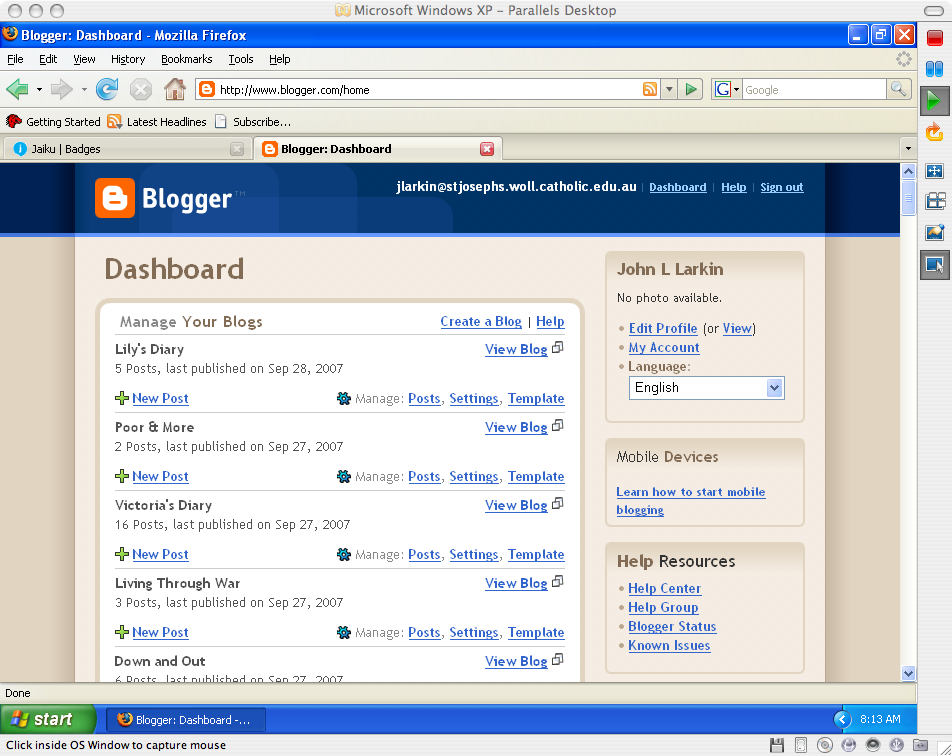 Microsoft Windows XP - Parallels Desktop
Blogger: Dashboard - Mozilla Firefox
File Edit View History Bookmarks Tools Help
http://www.blogger.com/home
G Google
Getting Started Latest Headlines Subscribe...
Jaiku | Badges
Blogger: Dashboard
Blogger™
jlarkin@stjosephs.woll.catholic.edu.au | Dashboard | Help | Sign out
Dashboard
Manage Your Blogs
Create a Blog | Help
Lily's Diary
View Blog
5 Posts, last published on Sep 28, 2007
New Post
Manage: Posts, Settings, Template
Poor & More
View Blog
2 Posts, last published on Sep 27, 2007
New Post
Manage: Posts, Settings, Template
Victoria's Diary
View Blog
16 Posts, last published on Sep 27, 2007
New Post
Manage: Posts, Settings, Template
Living Through War
View Blog
3 Posts, last published on Sep 27, 2007
New Post
Manage: Posts, Settings, Template
Down and Out
View Blog
6 Posts, last published on Sep 27, 2007
John L Larkin
No photo available.
Edit Profile (or View)
My Account
Language:
English
Mobile Devices
Learn how to start mobile
blogging
Help Resources
Help Center
Help Group
Blogger Status
Known Issues
Done
start
Blogger: Dashboard -...
8:13 AM
Click inside OS Window to capture mouse